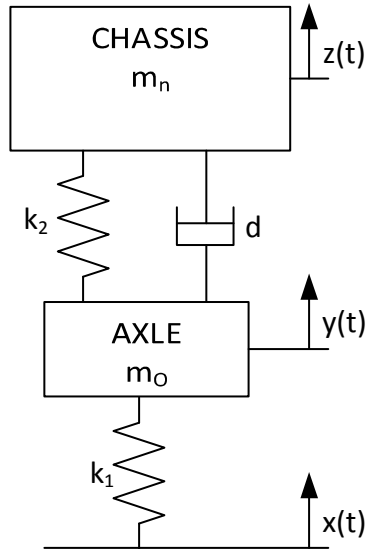 CHASSIS
mn
z(t)
k2
d
AXLE
mO
y(t)
k1
x(t)